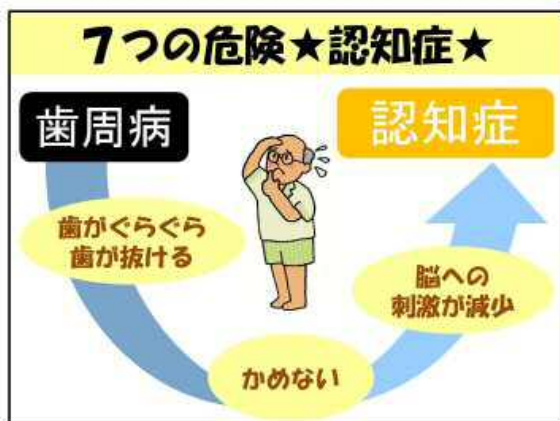 7つの危険★認知症★
歯周病
認知症
歯がぐらぐら
歯が抜ける
脳への
刺激が減少
かめない